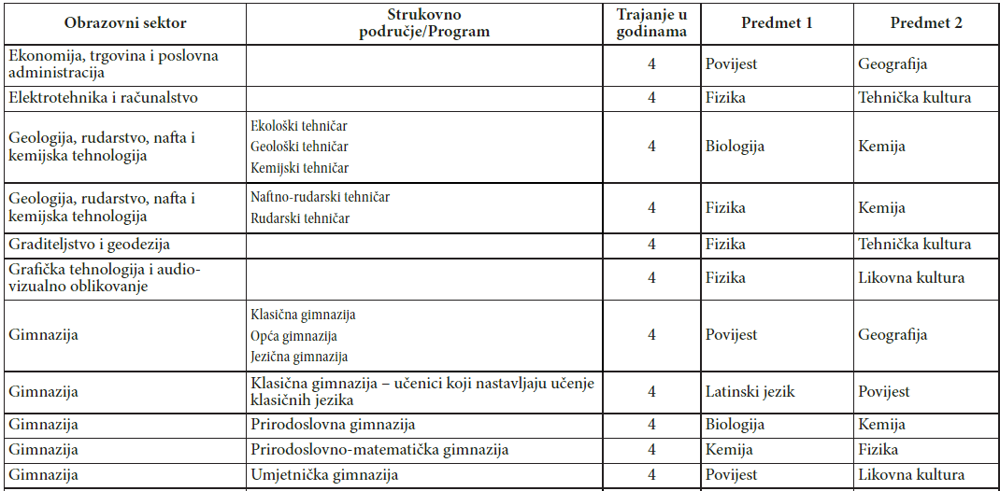 Obrazovni sektor
Strukovno
područje/Program
Trajanje u
godinama
Predmet 1
Predmet 2
Ekonomija, trgovina i poslovna
administracija
4
Povijest
Geografija
Elektrotehnika i računalstvo
4
Fizika
Tehnička kultura
Geologija, rudarstvo, nafta i
kemijska tehnologija
Ekološki tehničar
Geološki tehničar
Kemijski tehničar
4
Biologija
Kemija
Geologija, rudarstvo, nafta i
kemijska tehnologija
Naftno-rudarski tehničar
Rudarski tehničar
4
Fizika
Kemija
Graditeljstvo i geodezija
4
Fizika
Tehnička kultura
Grafička tehnologija i audio-
vizualno oblikovanje
4
Fizika
Likovna kultura
Gimnazija
Klasična gimnazija
Opća gimnazija
Jezična gimnazija
4
Povijest
Geografija
Gimnazija
Klasična gimnazija – učenici koji nastavljaju učenje
klasičnih jezika
4
Latinski jezik
Povijest
Gimnazija
Prirodoslovna gimnazija
4
Biologija
Kemija
Gimnazija
Prirodoslovno-matematička gimnazija
4
Kemija
Fizika
Gimnazija
Umjetnička gimnazija
4
Povijest
Likovna kultura